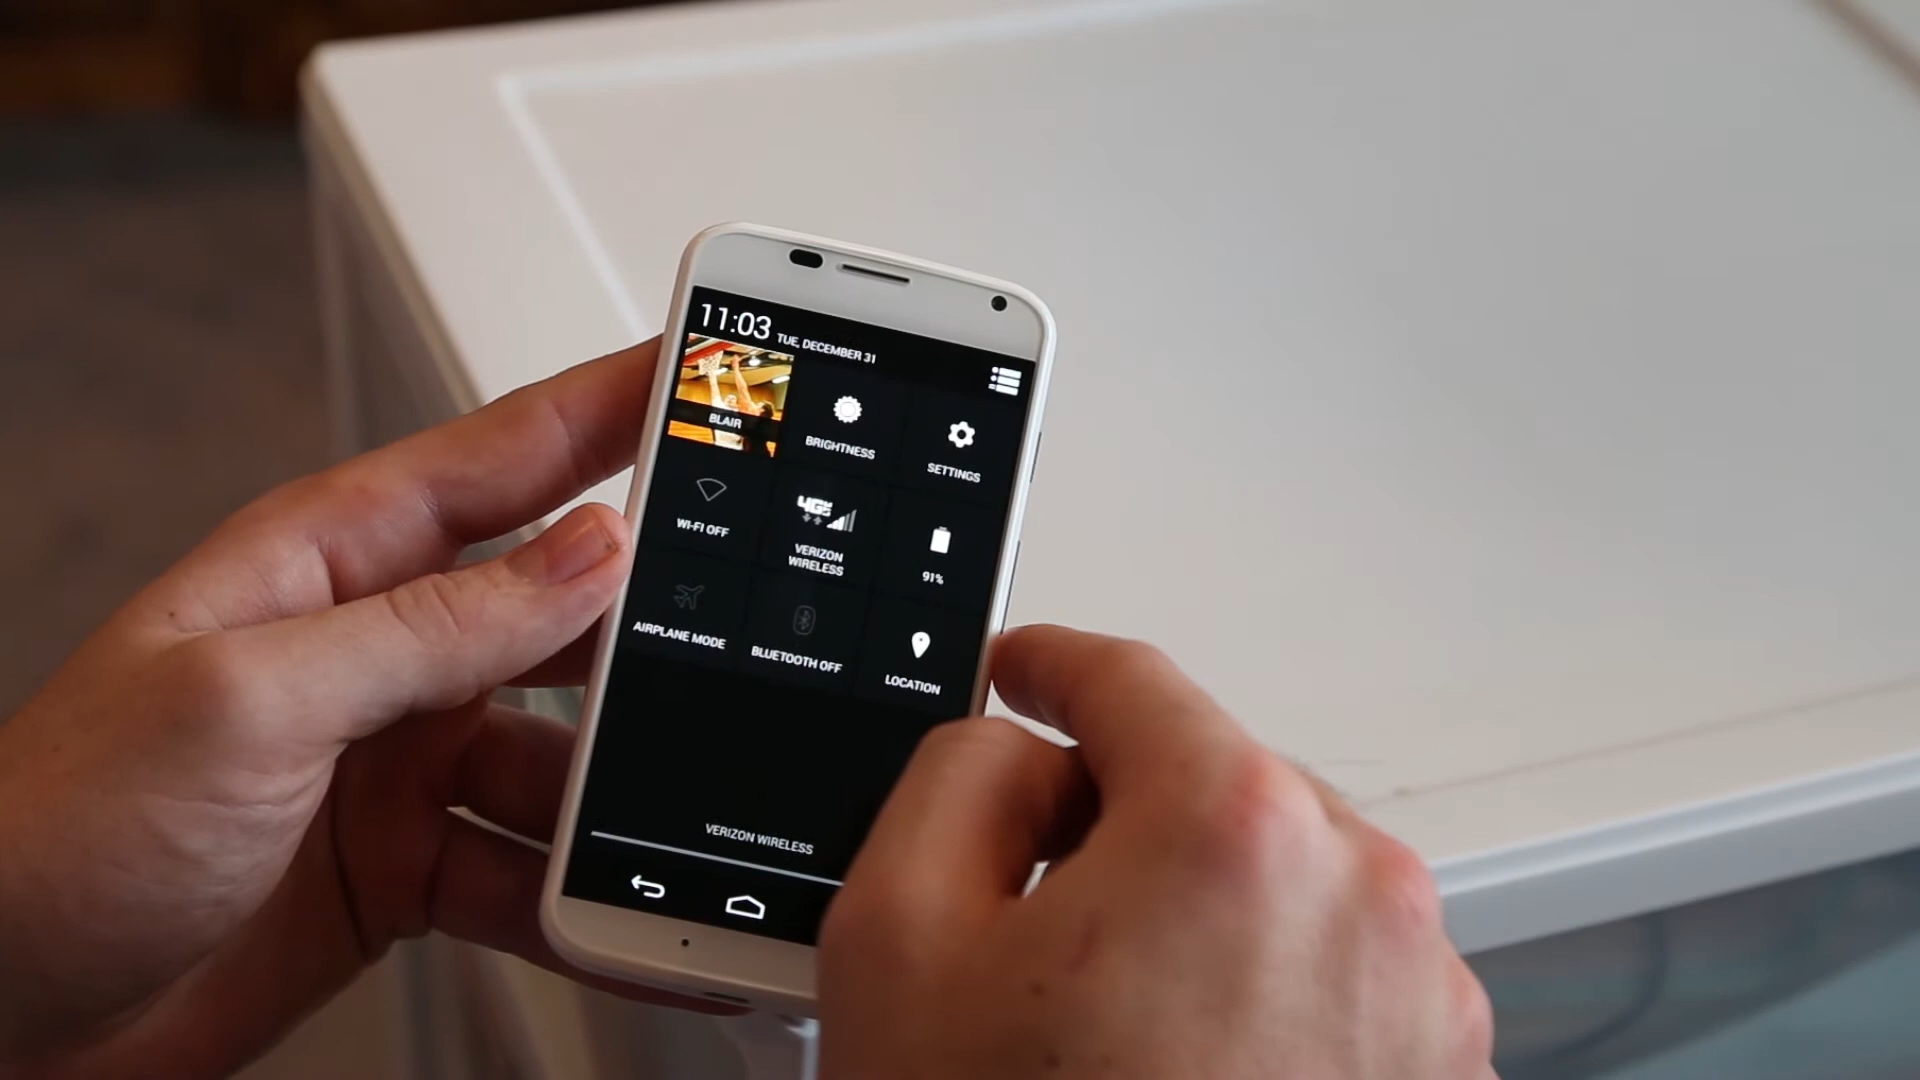 11:03 TUE, DECEMBER 31
BLAIR
BRIGHTNESS
SETTINGS
WI-FI OFF
4G
VERIZON
WIRELESS
91%
AIRPLANE MODE
BLUETOOTH OFF
LOCATION
VERIZON WIRELESS